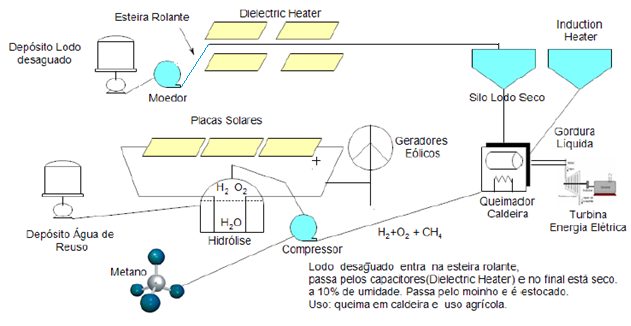 Dielectric Heater
Induction
Heater
Esteira Rolante
Depósito Lodo
desaguado
Moedor
Silo Lodo Seco
Placas Solares
Gordura
Líquida
Geradores
Eólicos
H2 O2
H2O
Queimador
Caldeira
Turbina
Energia Elétrica
Depósito Água de
Reuso
Hidrólise
Compressor
H2+O2 + CH4
Metano
Lodo desaguado entra na esteira rolante,
passa pelos capacitores(Dielectric Heater) e no final está seco.
a 10% de umidade. Passa pelo moinho e é estocado.
Uso: queima em caldeira e uso agrícola.